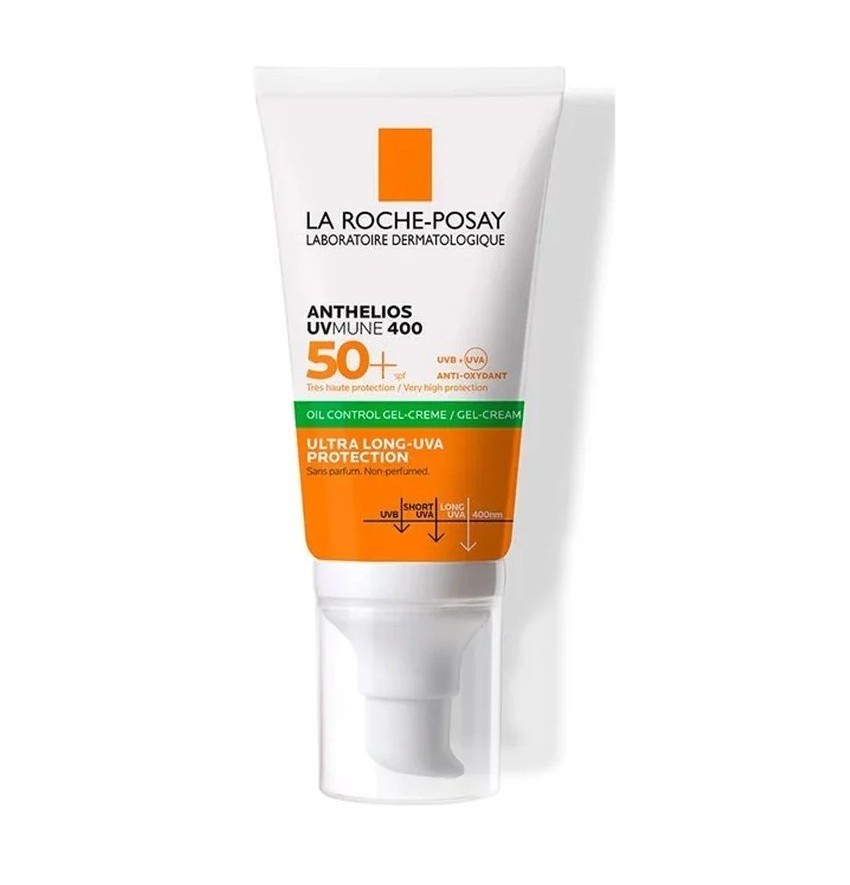 LA ROCHE-POSAY
LABORATOIRE DERMATOLOGIQUE
ANTHELIOS
UVMUNE 400
50+ spf
UVB + UVA
ANTI-OXYDANT
Très haute protection / Very high protection
OIL CONTROL GEL-CREME / GEL-CREAM
ULTRA LONG-UVA
PROTECTION
Sans parfum. Non-perfumed.
UVB
SHORT
UVA
LONG
UVA
400nm